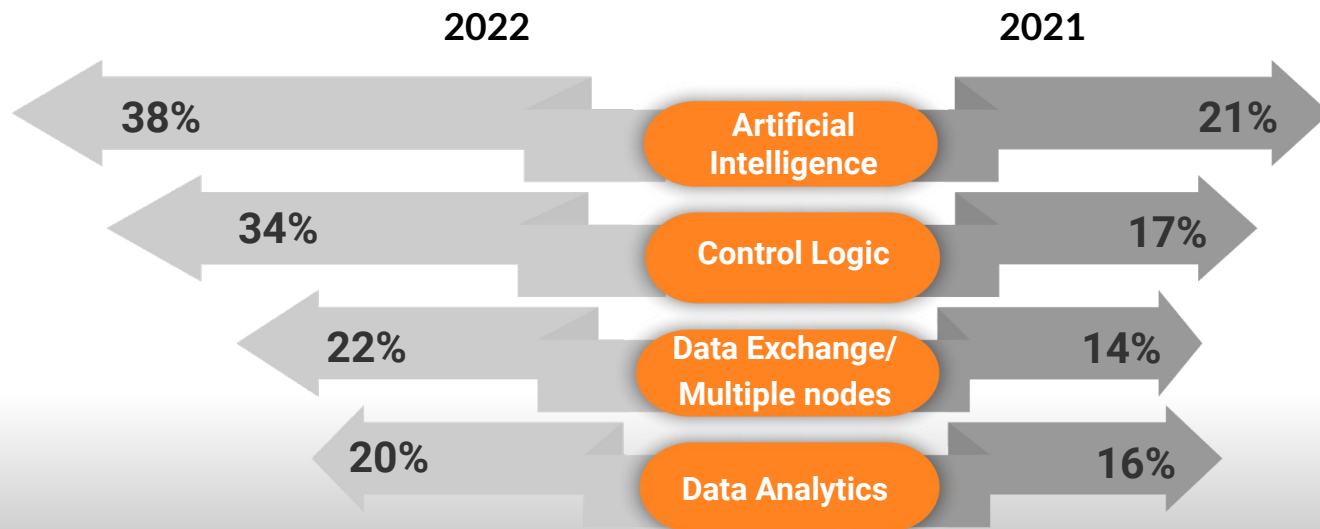 2022 2021
38% Artificial 21%
Intelligence
34% Control Logic 17%
22% Data Exchange/ 14%
Multiple nodes
20% Data Analytics 16%